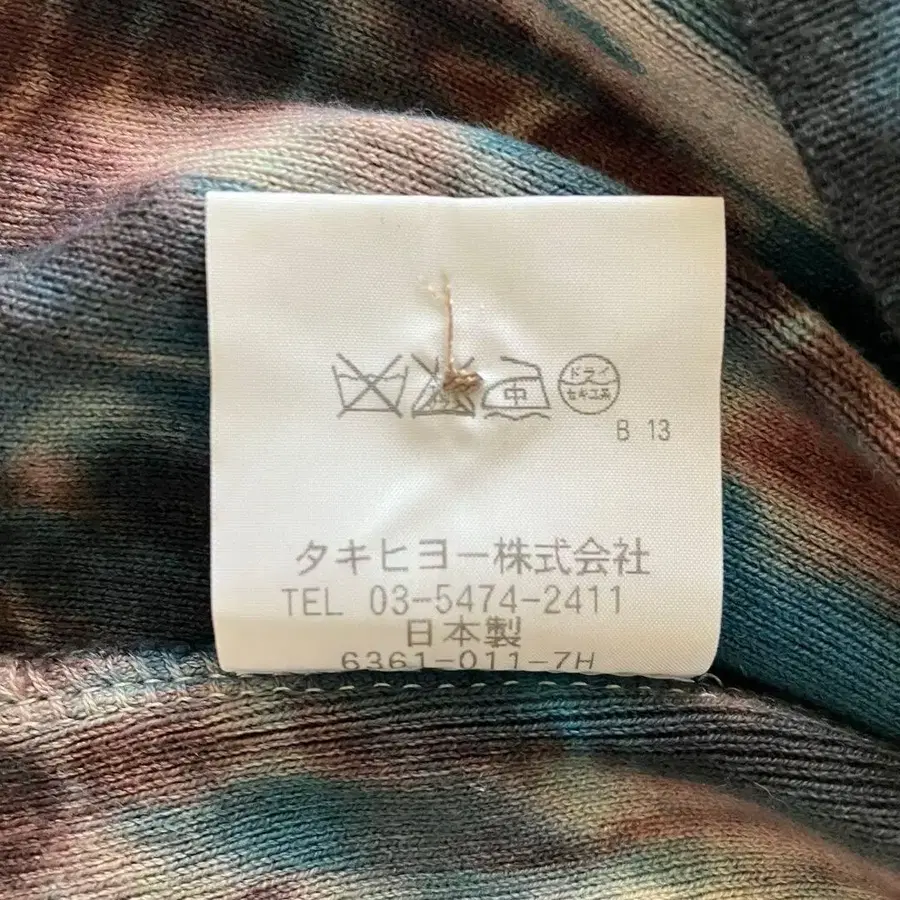 中
ドライ
セキユ系
B 13
タキヒヨー株式会社
TEL 03-5474-2411
日本製
6361-011-7H